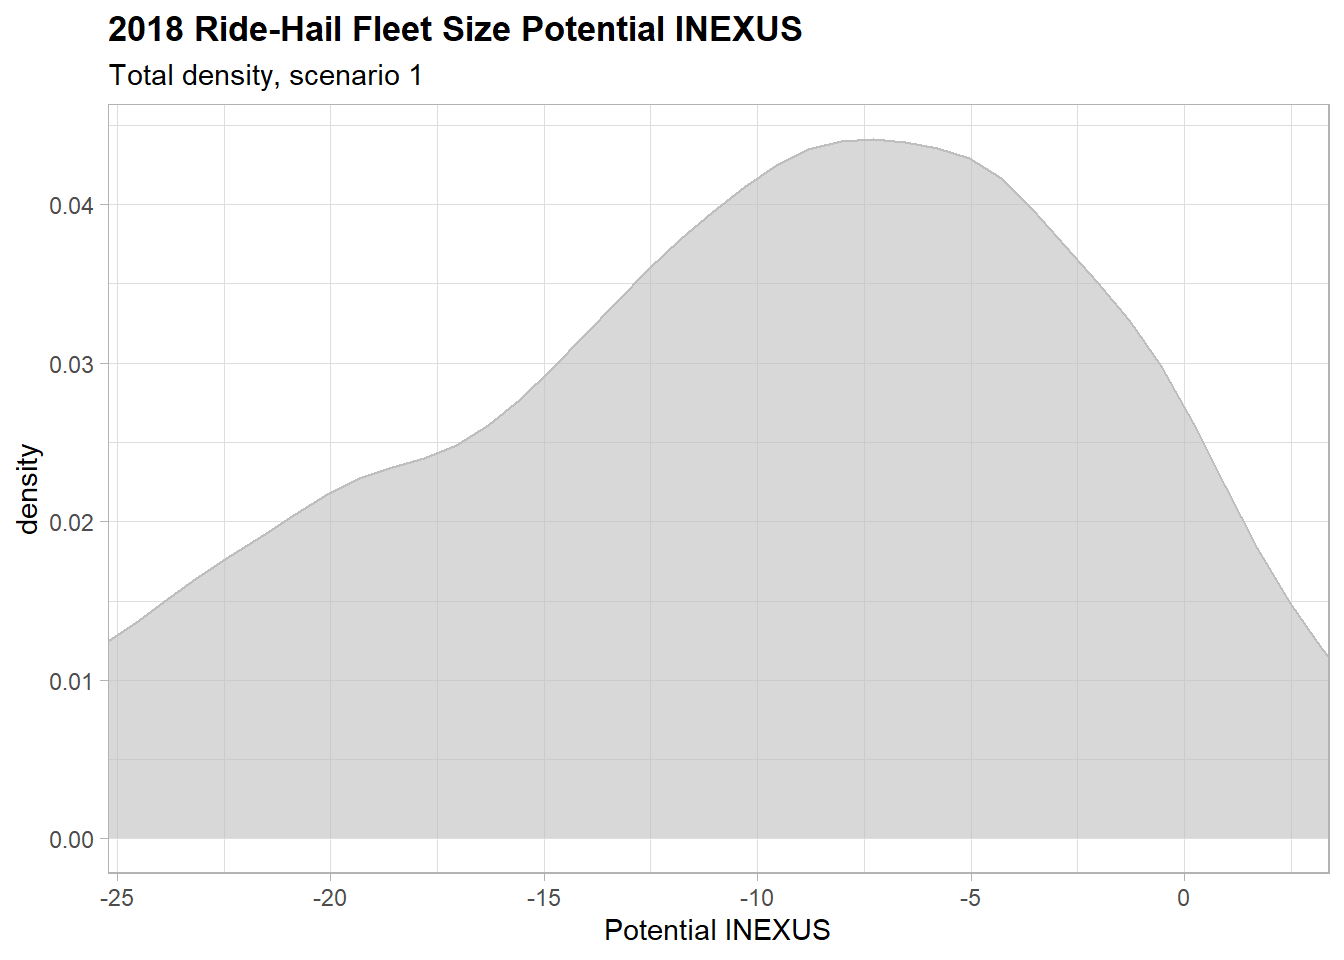 2018 Ride-Hail Fleet Size Potential INEXUS
Total density, scenario 1
0.04
0.03
0.02
0.01
0.00
density
-25 -20 -15 -10 -5 0
Potential INEXUS